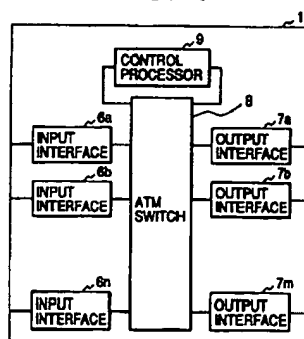 1
9
CONTROL
PROCESSOR
8
6a
INPUT
INTERFACE
7a
OUTPUT
INTERFACE
6b
INPUT
INTERFACE
7b
OUTPUT
INTERFACE
ATM
SWITCH
6n
INPUT
INTERFACE
7m
OUTPUT
INTERFACE